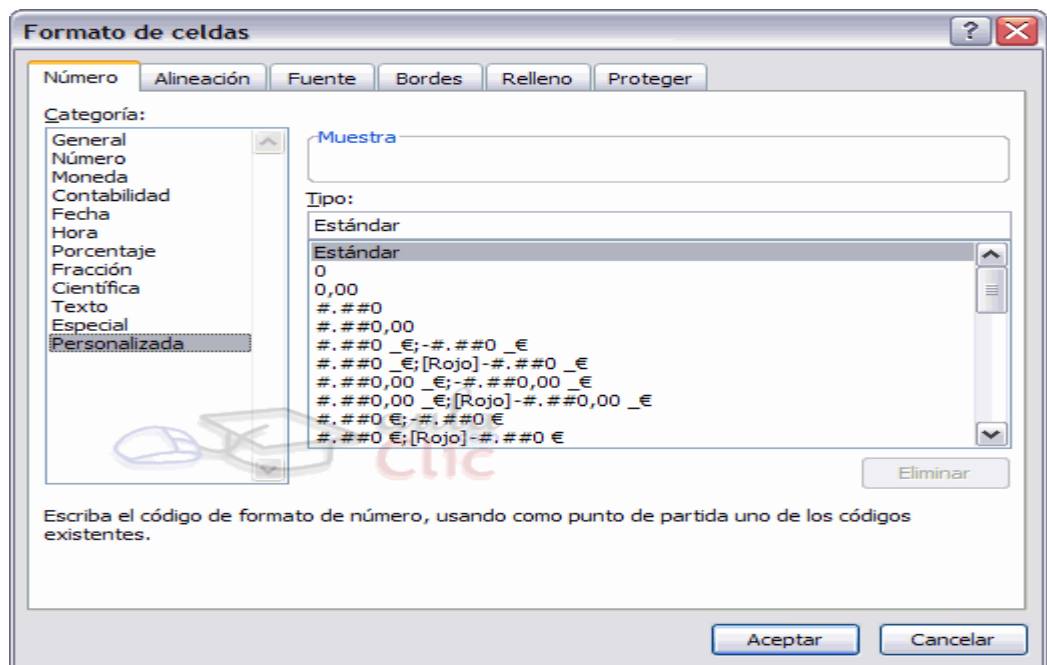 Formato de celdas
Número Alineación Fuente Bordes Relleno Proteger
Categoría:
General
Número
Moneda
Contabilidad
Fecha
Hora
Porcentaje
Fracción
Científica
Texto
Especial
Personalizada
Muestra
Tipo:
Estándar
Estándar
0
0,00
#.##0
#.##0,00
#.##0 _€;-#.##0 _€
#.##0 _€;[Rojo]-#.##0 _€
#.##0,00 _€;-#.##0,00 _€
#.##0,00 _€;[Rojo]-#.##0,00 _€
#.##0 €;-#.##0 €
#.##0 €;[Rojo]-#.##0 €
aula
Clic
Eliminar
Escriba el código de formato de número, usando como punto de partida uno de los códigos
existentes.
Aceptar Cancelar